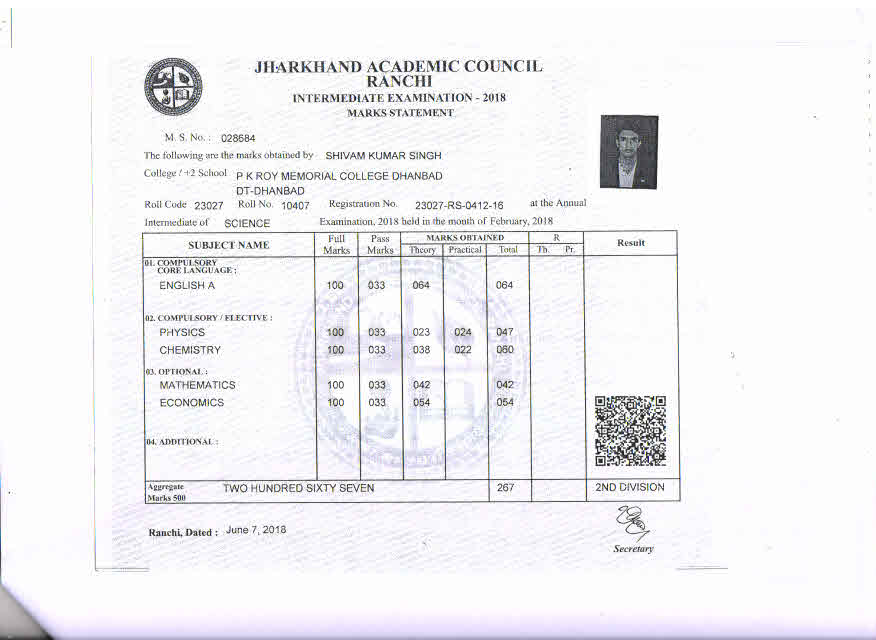 JHARKHAND ACADEMIC COUNCIL
RANCHI
INTERMEDIATE EXAMINATION - 2018
MARKS STATEMENT
M. S. No. : 028684
The following are the marks obtained by SHIVAM KUMAR SINGH
College / +2 School P K ROY MEMORIAL COLLEGE DHANBAD
DT-DHANBAD
Roll Code 23027 Roll No. 10407 Registration No. 23027-RS-0412-16 at the Annual
Intermediate of SCIENCE Examination, 2018 held in the month of February, 2018
SUBJECT NAME Full Marks Pass Marks MARKS OBTAINED R Result
Theory Practical Total Th. Pr.
01. COMPULSORY
CORE LANGUAGE :
ENGLISH A 100 033 064 064
02. COMPULSORY / ELECTIVE :
PHYSICS 100 033 023 024 047
CHEMISTRY 100 033 038 022 060
03. OPTIONAL :
MATHEMATICS 100 033 042 042
ECONOMICS 100 033 054 054
04. ADDITIONAL :
Aggregate Marks 500 TWO HUNDRED SIXTY SEVEN 267 2ND DIVISION
Ranchi, Dated : June 7, 2018
Secretary